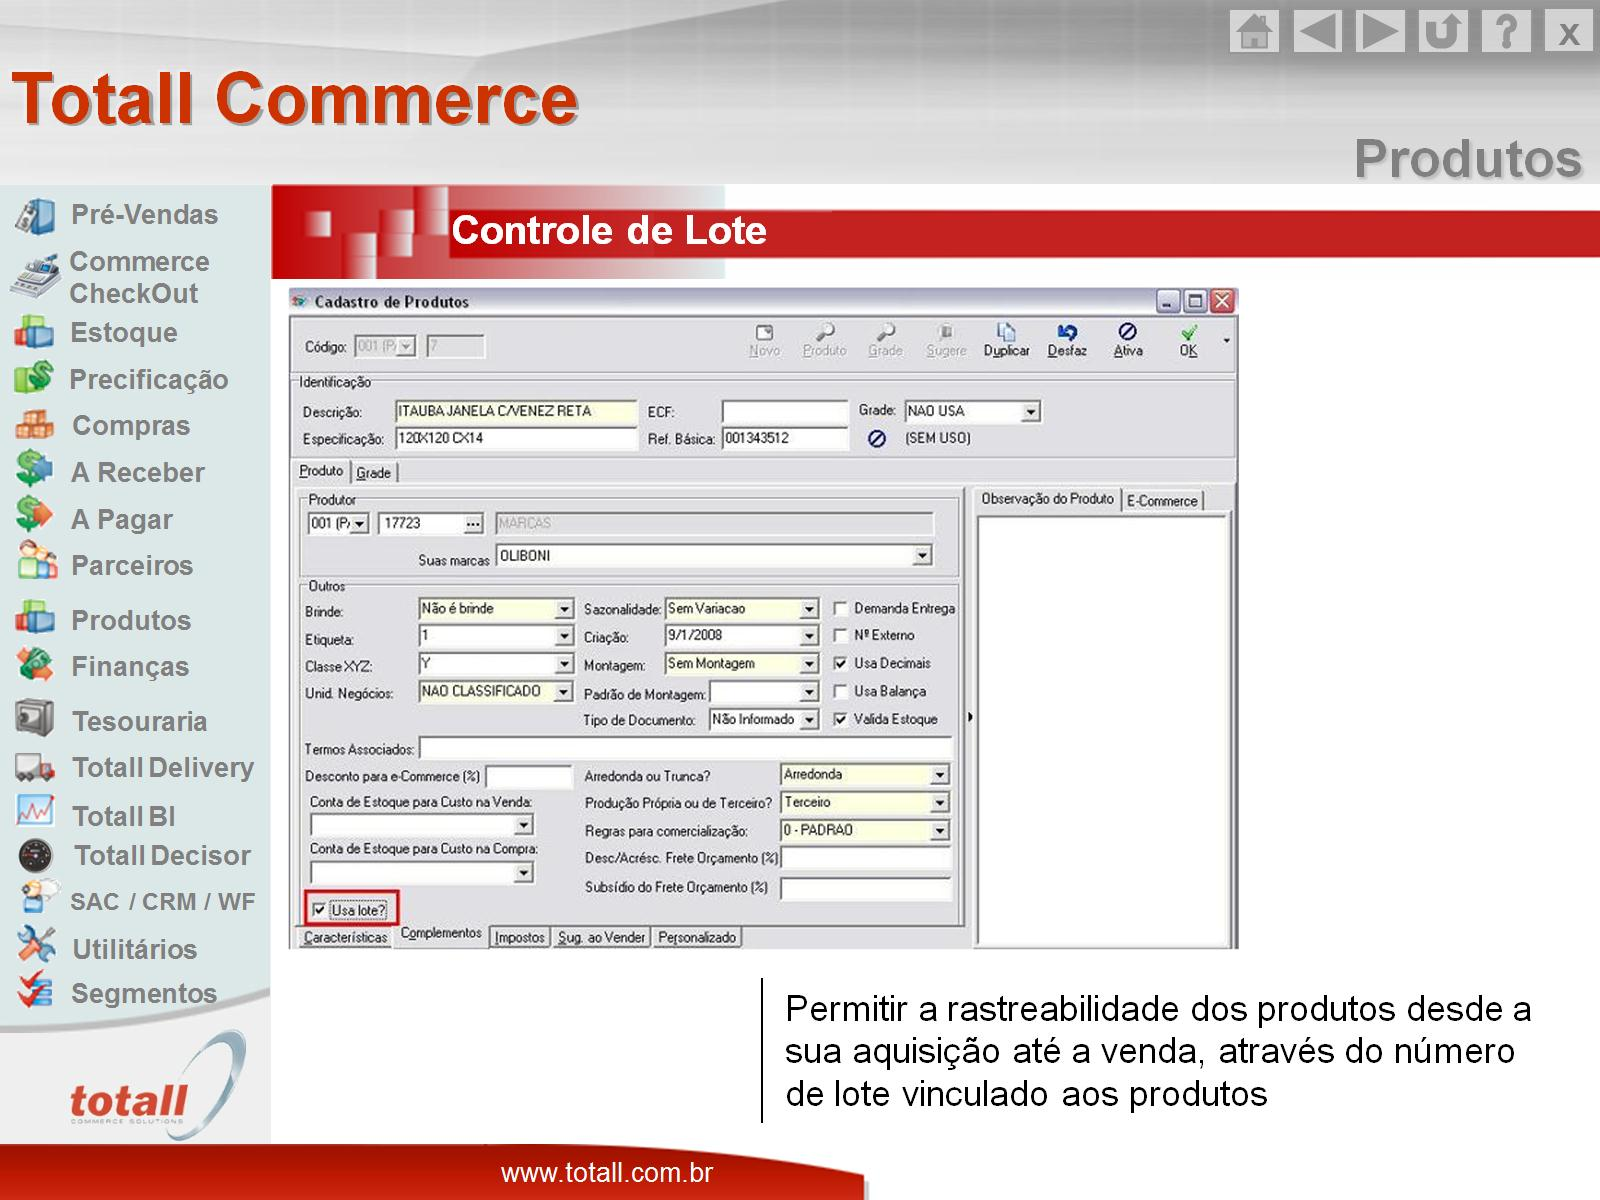 x
Totall Commerce
Produtos
Pré-Vendas
Commerce
CheckOut
Estoque
Precificação
Compras
A Receber
A Pagar
Parceiros
Produtos
Finanças
Tesouraria
Totall Delivery
Totall BI
Totall Decisor
SAC / CRM / WF
Utilitários
Segmentos
totall
COMMERCE SOLUTIONS
Controle de Lote
Cadastro de Produtos
Código: 001 (P/ 7
Novo Produto Grade Sugere Duplicar Desfaz Ativa OK
Identificação
Descrição: ITAUBA JANELA C/VENEZ RETA ECF: Grade: NAO USA
Especificação: 120X120 CX14 Ref. Básica: 001343512 (SEM USO)
Produto Grade
Produtor
001 (P/ 17723 ... MARCAS
Suas marcas OLIBONI
Observação do Produto E-Commerce
Outros
Brinde: Não é brinde Sazonalidade: Sem Variacao Demanda Entrega
Etiqueta: 1 Criação: 9/1/2008 Nº Externo
Classe XYZ: Y Montagem: Sem Montagem Usa Decimais
Unid. Negócios: NAO CLASSIFICADO Padrão de Montagem: Usa Balança
Tipo de Documento: Não Informado Valida Estoque
Termos Associados:
Desconto para e-Commerce (%) Arredonda ou Trunca? Arredonda
Conta de Estoque para Custo na Venda: Produção Própria ou de Terceiro? Terceiro
Regras para comercialização: 0 - PADRAO
Conta de Estoque para Custo na Compra: Desc/Acrésc. Frete Orçamento (%)
Subsídio do Frete Orçamento (%)
Usa lote?
Características Complementos Impostos Sug. ao Vender Personalizado
Permitir a rastreabilidade dos produtos desde a
sua aquisição até a venda, através do número
de lote vinculado aos produtos
www.totall.com.br